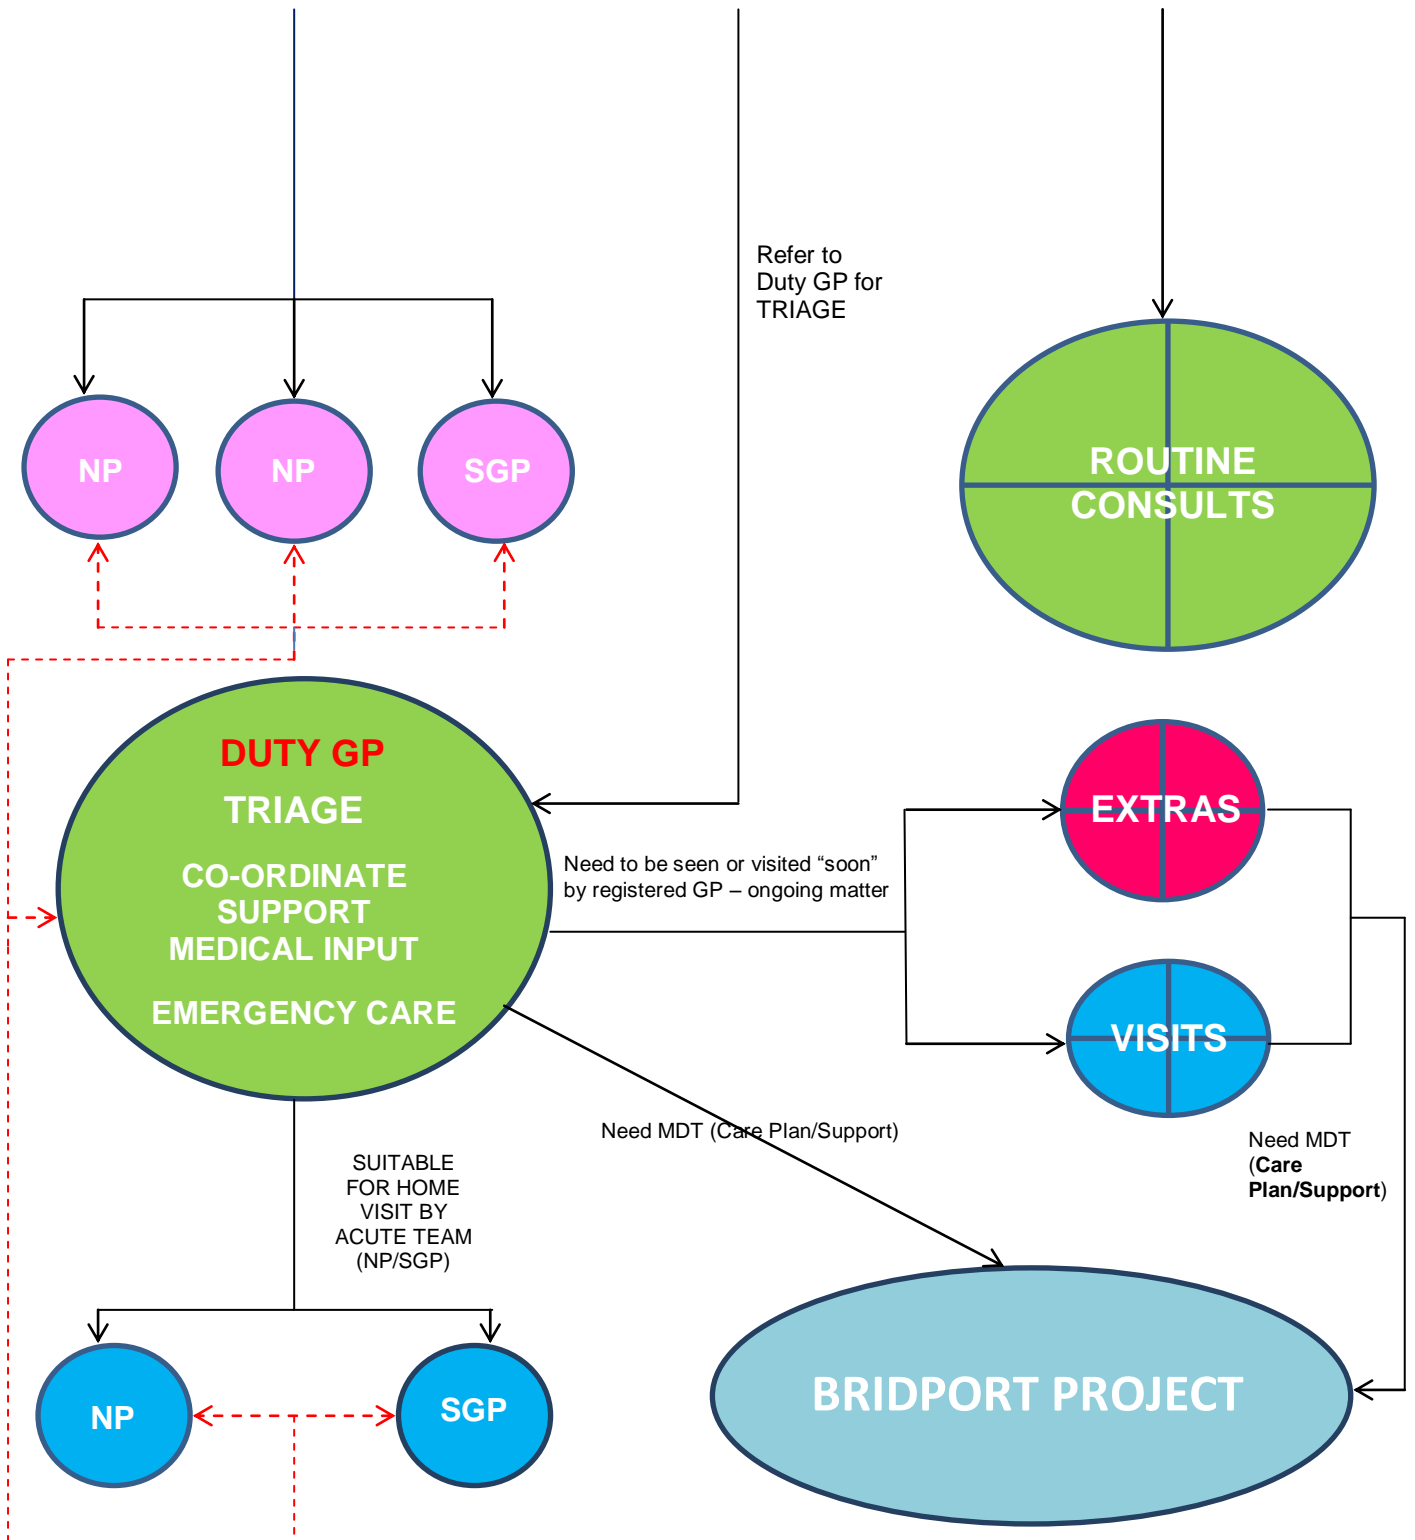 Refer to
Duty GP for
TRIAGE
NP
NP
SGP
ROUTINE
CONSULTS
DUTY GP
TRIAGE
CO-ORDINATE
SUPPORT
MEDICAL INPUT
EMERGENCY CARE
Need to be seen or visited “soon”
by registered GP – ongoing matter
EXTRAS
VISITS
Need MDT (Care Plan/Support)
Need MDT
(Care
Plan/Support)
SUITABLE
FOR HOME
VISIT BY
ACUTE TEAM
(NP/SGP)
NP
SGP
BRIDPORT PROJECT